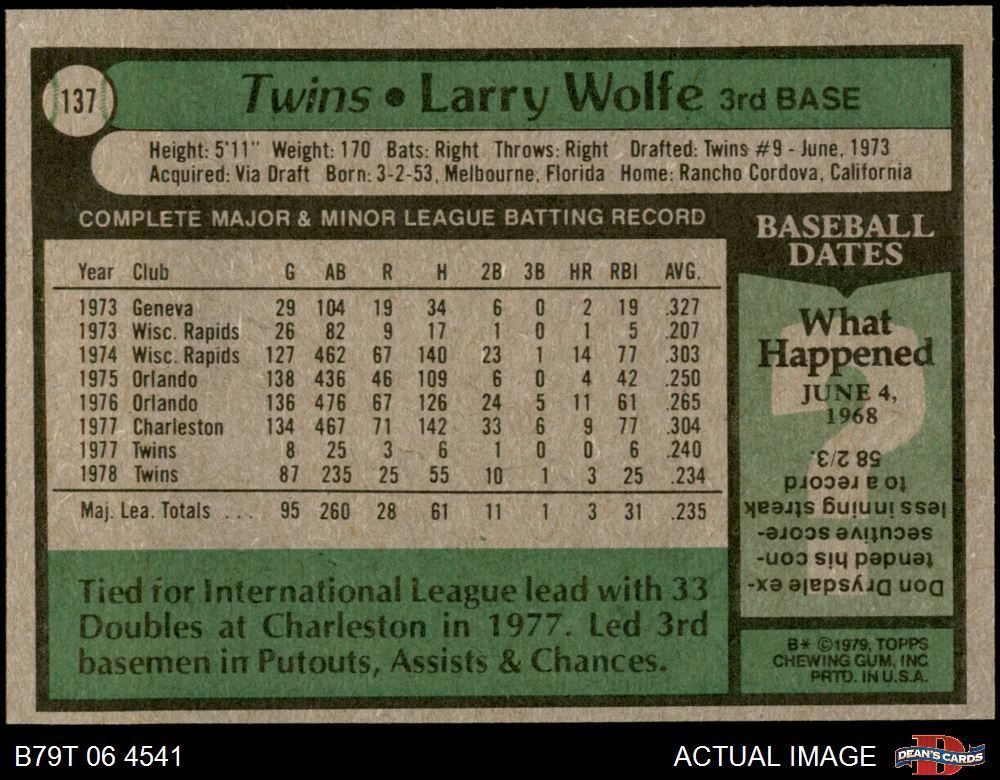 137
Twins • Larry Wolfe 3rd BASE
Height: 5'11" Weight: 170 Bats: Right Throws: Right Drafted: Twins #9 - June, 1973
Acquired: Via Draft Born: 3-2-53, Melbourne, Florida Home: Rancho Cordova, California
COMPLETE MAJOR & MINOR LEAGUE BATTING RECORD
Year Club G AB R H 2B 3B HR RBI AVG.
1973 Geneva 29 104 19 34 6 0 2 19 .327
1973 Wisc. Rapids 26 82 9 17 1 0 1 5 .207
1974 Wisc. Rapids 127 462 67 140 23 1 14 77 .303
1975 Orlando 138 436 46 109 6 0 4 42 .250
1976 Orlando 136 476 67 126 24 5 11 61 .265
1977 Charleston 134 467 71 142 33 6 9 77 .304
1977 Twins 8 25 3 6 1 0 0 6 .240
1978 Twins 87 235 25 55 10 1 3 25 .234
Maj. Lea. Totals ... 95 260 28 61 11 1 3 31 .235
Tied for International League lead with 33
Doubles at Charleston in 1977. Led 3rd
basemen in Putouts, Assists & Chances.
BASEBALL
DATES
What
Happened
JUNE 4,
1968
?
Don Drysdale ex-
tended his con-
secutive score-
less inning streak
to a record
58 2/3.
B* ©1979, TOPPS
CHEWING GUM, INC
PRTD. IN U.S.A.
B79T 06 4541
ACTUAL IMAGE
D
DEAN'S CARDS